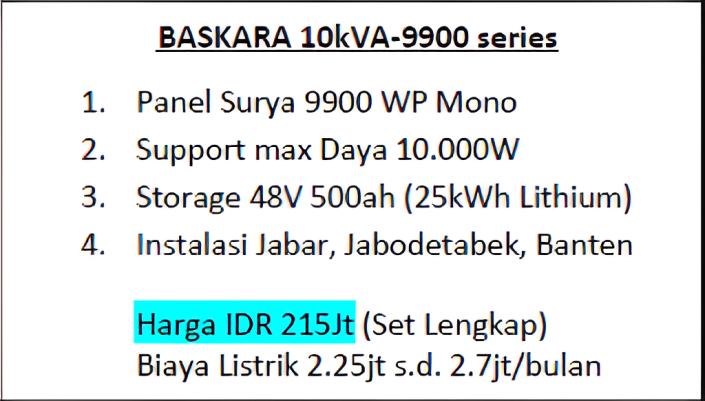 BASKARA 10kVA-9900 series
1. Panel Surya 9900 WP Mono
2. Support max Daya 10.000W
3. Storage 48V 500ah (25kWh Lithium)
4. Instalasi Jabar, Jabodetabek, Banten
Harga IDR 215Jt (Set Lengkap)
Biaya Listrik 2.25jt s.d. 2.7jt/bulan